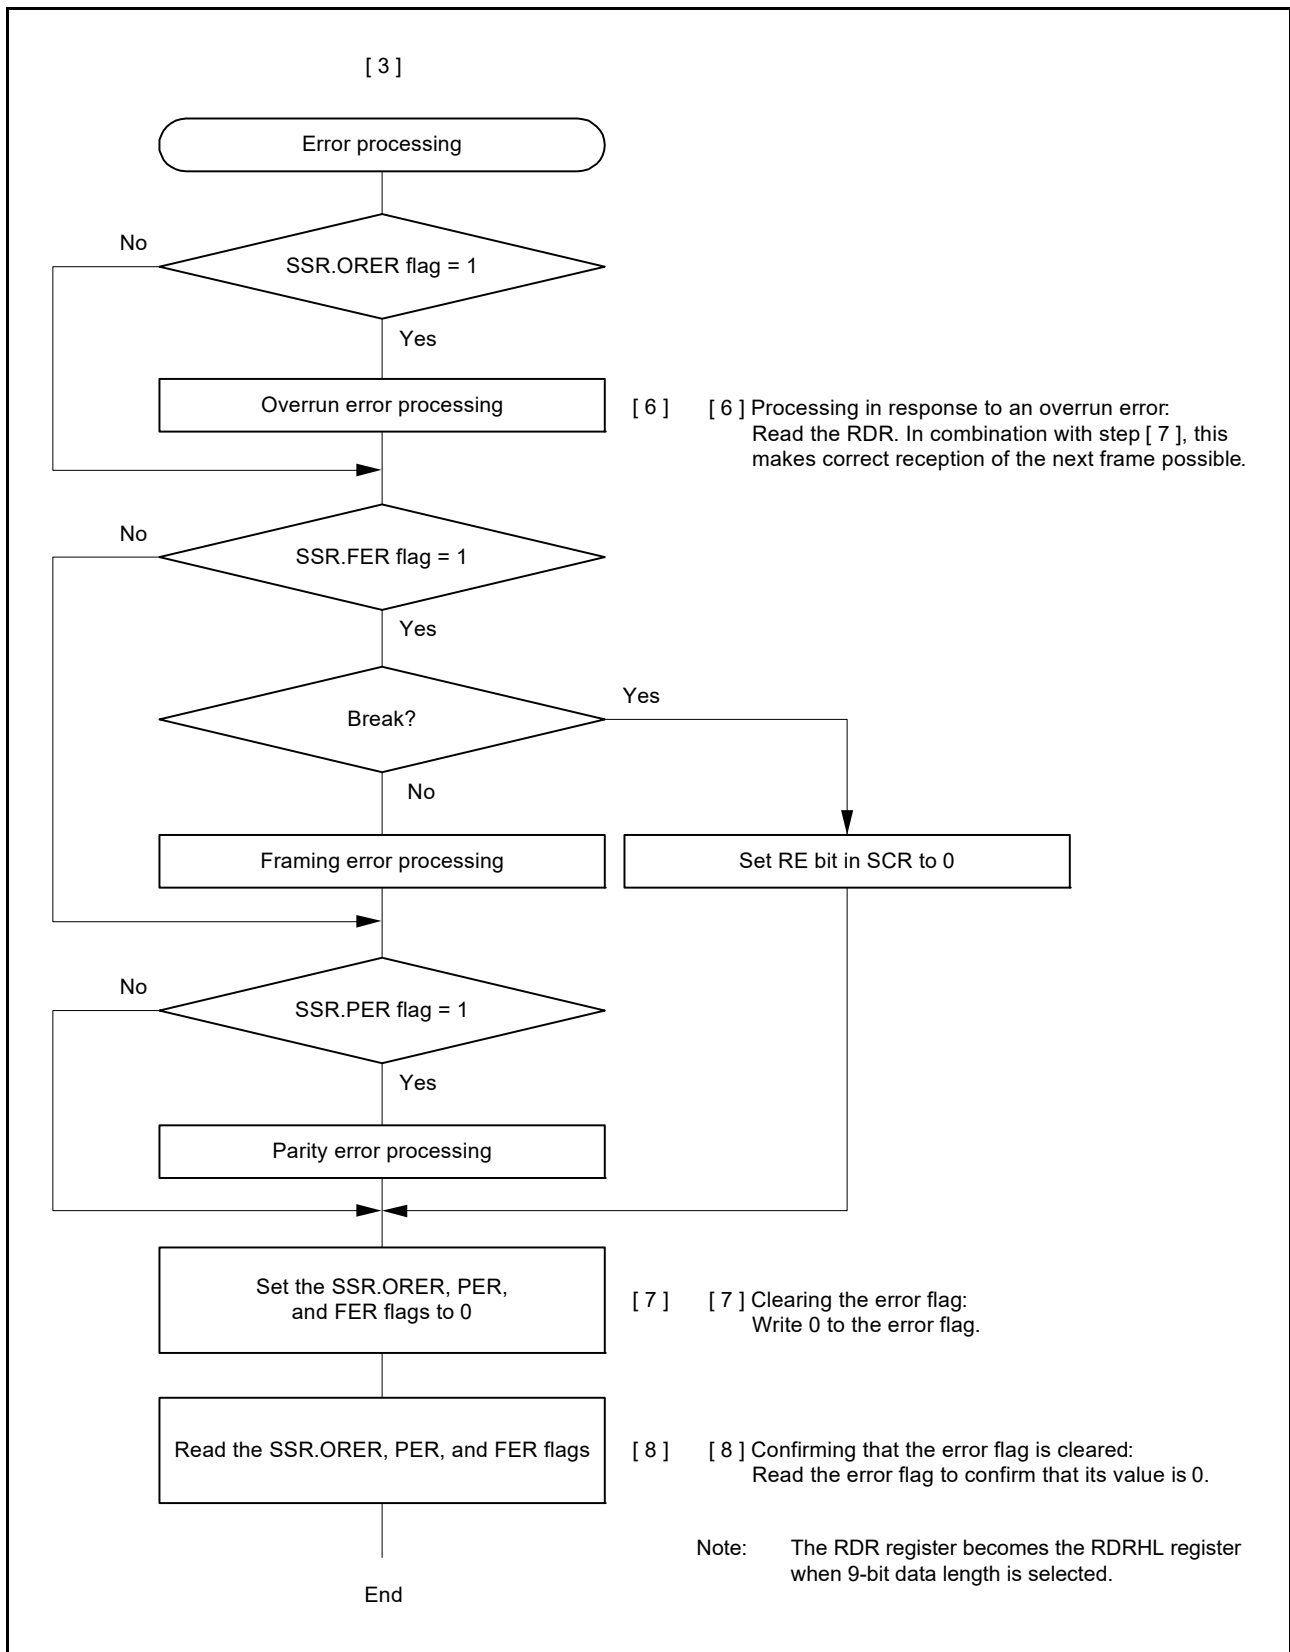 [ 3 ]
Error processing
No
SSR.ORER flag = 1
Yes
Overrun error processing
[ 6 ]
[ 6 ] Processing in response to an overrun error:
Read the RDR. In combination with step [ 7 ], this
makes correct reception of the next frame possible.
No
SSR.FER flag = 1
Yes
Break?
Yes
No
Framing error processing
Set RE bit in SCR to 0
No
SSR.PER flag = 1
Yes
Parity error processing
Set the SSR.ORER, PER,
and FER flags to 0
[ 7 ]
[ 7 ] Clearing the error flag:
Write 0 to the error flag.
Read the SSR.ORER, PER, and FER flags
[ 8 ]
[ 8 ] Confirming that the error flag is cleared:
Read the error flag to confirm that its value is 0.
Note: The RDR register becomes the RDRHL register
when 9-bit data length is selected.
End